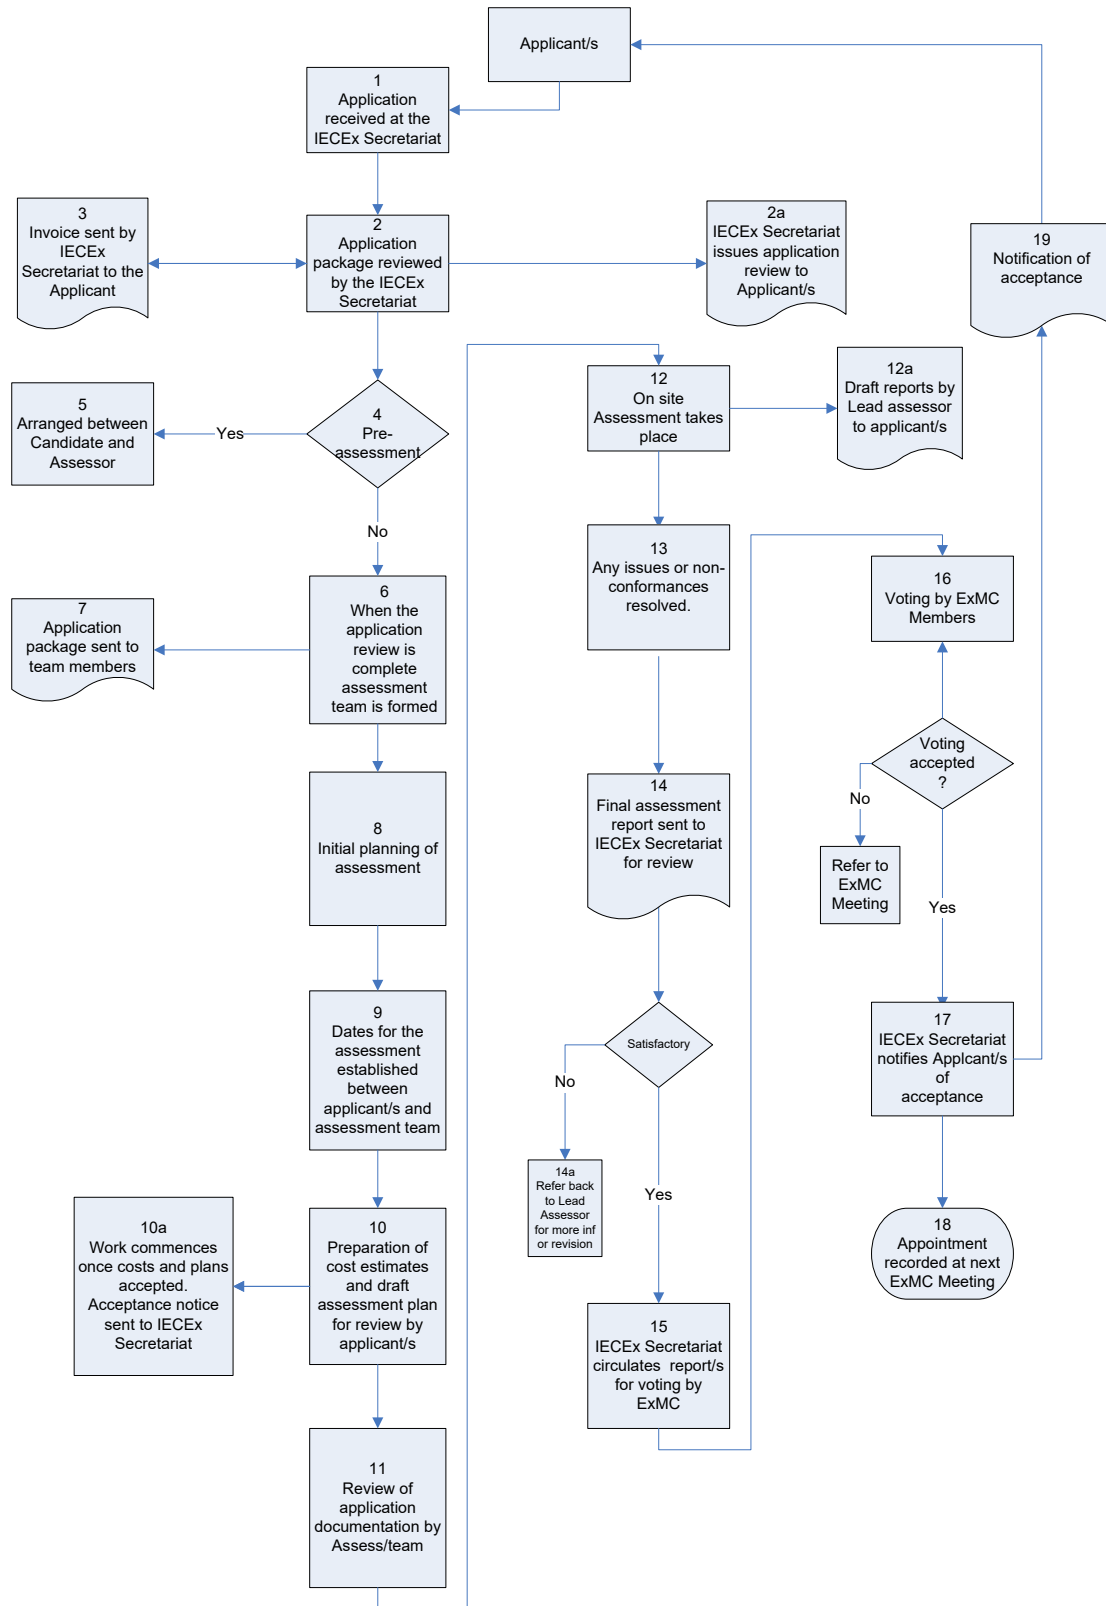 Applicant/s
1
Application
received at the
IECEx Secretariat
3
Invoice sent by
IECEx
Secretariat to the
Applicant
2
Application
package reviewed
by the IECEx
Secretariat
2a
IECEx Secretariat
issues application
review to
Applicant/s
19
Notification of
acceptance
5
Arranged between
Candidate and
Assessor
Yes
4
Pre-
assessment
No
12
On site
Assessment takes
place
12a
Draft reports by
Lead assessor
to applicant/s
7
Application
package sent to
team members
6
When the
application
review is
complete
assessment
team is formed
13
Any issues or non-
conformances
resolved.
16
Voting by ExMC
Members
Voting
accepted
?
No
Refer to
ExMC
Meeting
Yes
8
Initial planning of
assessment
14
Final assessment
report sent to
IECEx Secretariat
for review
9
Dates for the
assessment
established
between
applicant/s and
assessment team
Satisfactory
No
Yes
14a
Refer back
to Lead
Assessor
for more inf
or revision
17
IECEx Secretariat
notifies Applcant/s
of
acceptance
18
Appointment
recorded at next
ExMC Meeting
10a
Work commences
once costs and plans
accepted.
Acceptance notice
sent to IECEx
Secretariat
10
Preparation of
cost estimates
and draft
assessment plan
for review by
applicant/s
15
IECEx Secretariat
circulates report/s
for voting by
ExMC
11
Review of
application
documentation by
Assess/team